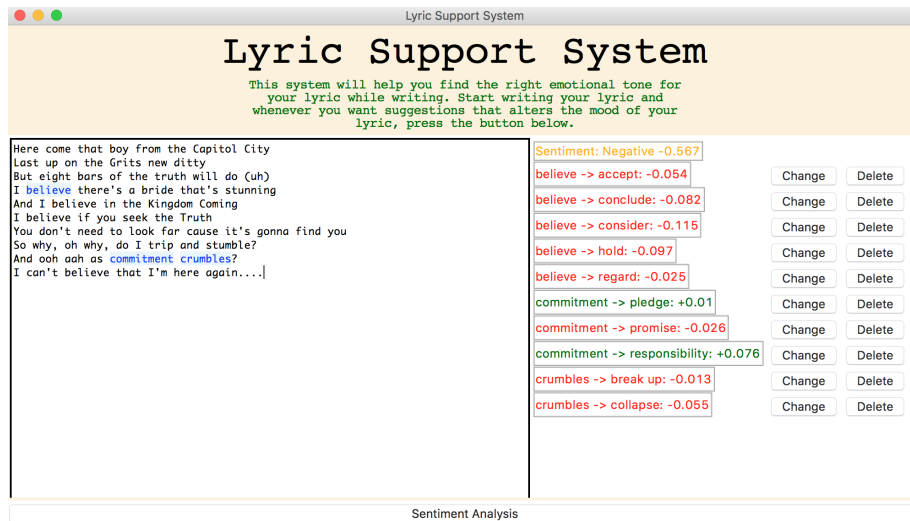 Lyric Support System
Lyric Support System
This system will help you find the right emotional tone for
your lyric while writing. Start writing your lyric and
whenever you want suggestions that alters the mood of your
lyric, press the button below.
Here come that boy from the Capitol City
Last up on the Grits new ditty
But eight bars of the truth will do (uh)
I believe there's a bride that's stunning
And I believe in the Kingdom Coming
I believe if you seek the Truth
You don't need to look far cause it's gonna find you
So why, oh why, do I trip and stumble?
And ooh aah as commitment crumbles?
I can't believe that I'm here again....
Sentiment: Negative -0.567
believe -> accept: -0.054 Change Delete
believe -> conclude: -0.082 Change Delete
believe -> consider: -0.115 Change Delete
believe -> hold: -0.097 Change Delete
believe -> regard: -0.025 Change Delete
commitment -> pledge: +0.01 Change Delete
commitment -> promise: -0.026 Change Delete
commitment -> responsibility: +0.076 Change Delete
crumbles -> break up: -0.013 Change Delete
crumbles -> collapse: -0.055 Change Delete
Sentiment Analysis